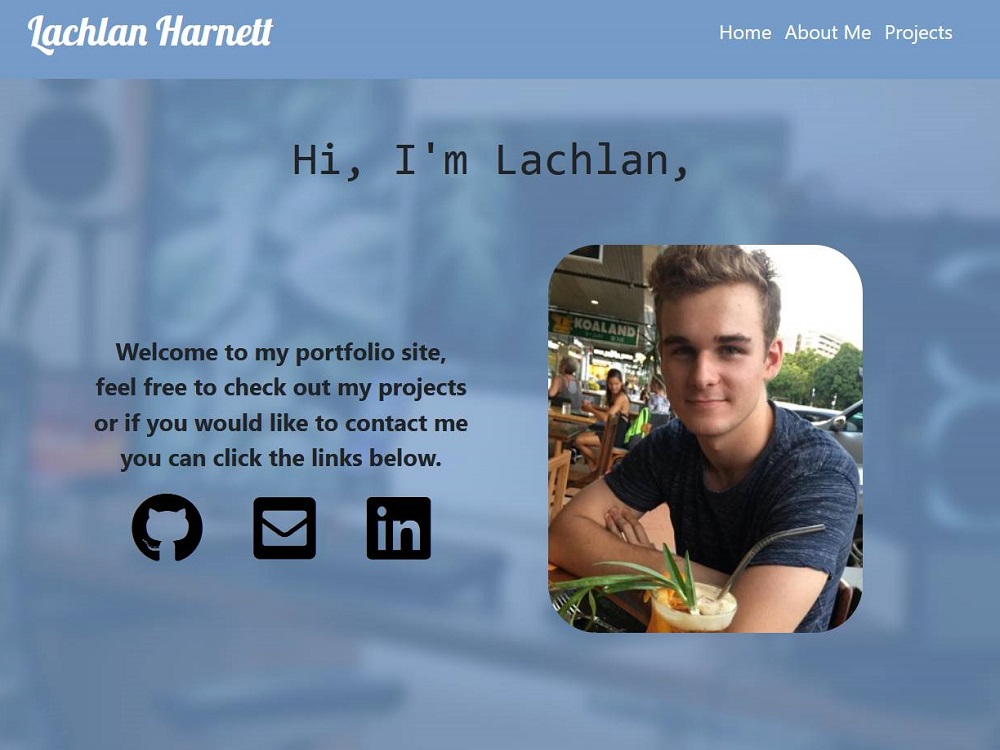 Lachlan Harnett
Home About Me Projects
Hi, I'm Lachlan,
KOALAND
Welcome to my portfolio site,
feel free to check out my projects
or if you would like to contact me
you can click the links below.
in